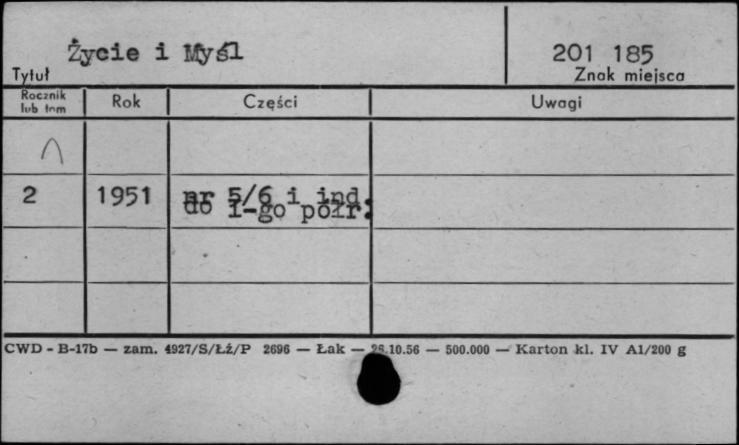 Życie i Myśl
201 185
Tytuł
Znak miejsca
Rocznik lub tom
Rok
Części
Uwagi
2
1951
nr 5/6 i ind.
do 1-go półr.
CWD - B-17b — zam. 4927/S/Łź/P 2696 — Łak — 26.10.56 — 500.000 — Karton kl. IV A1/200 g